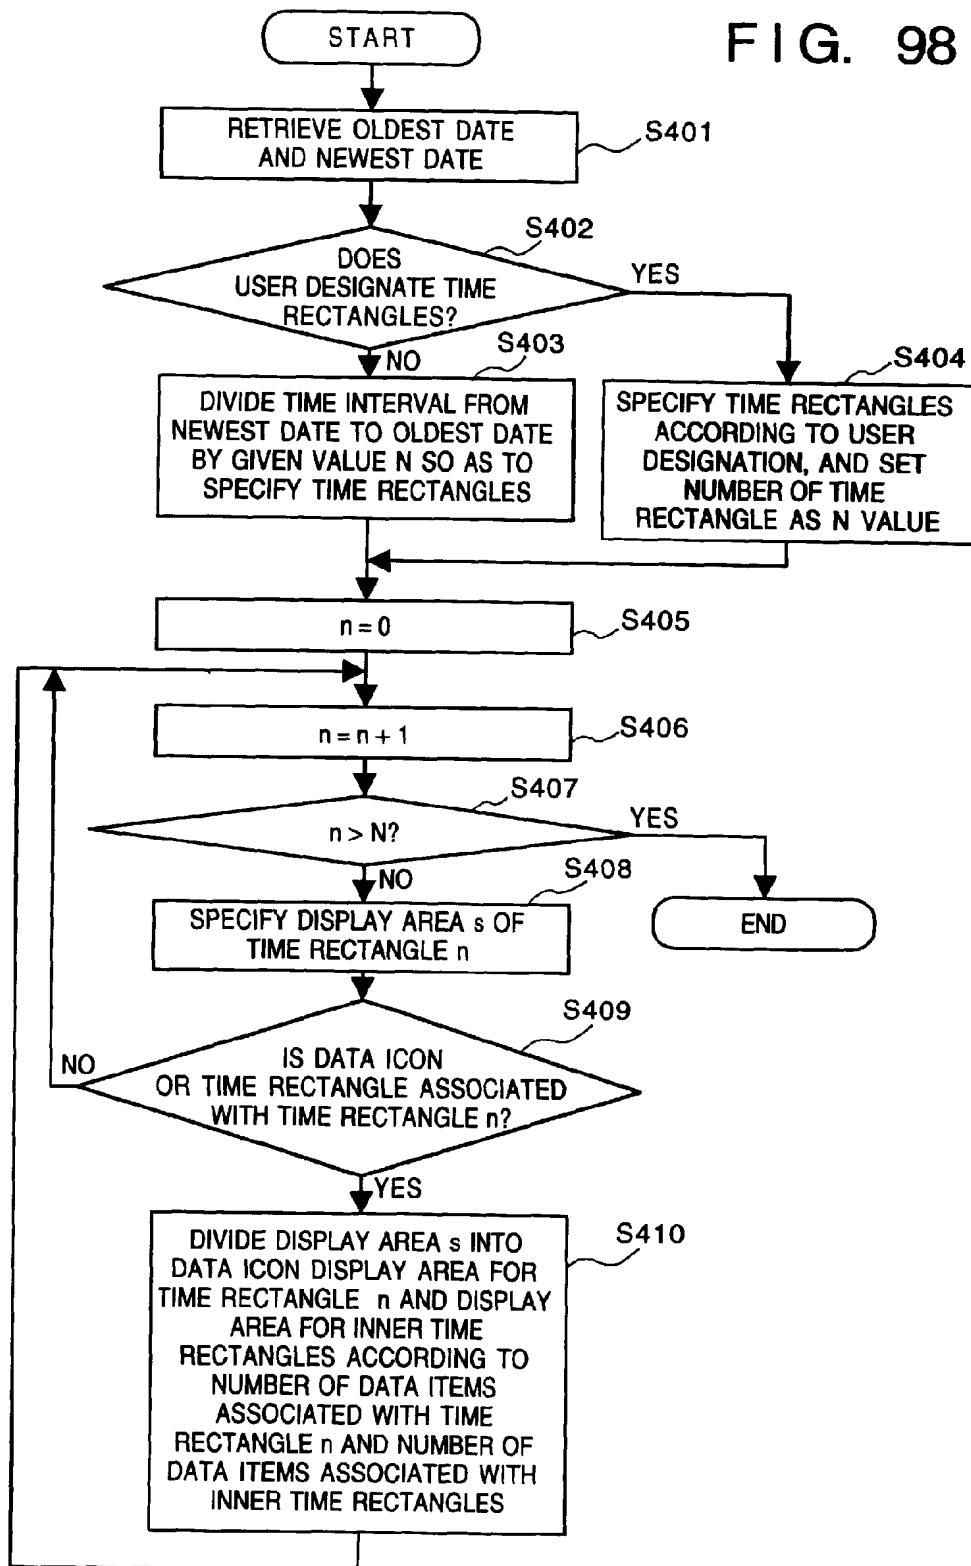 FIG. 98
START
RETRIEVE OLDEST DATE
AND NEWEST DATE
S401
S402
DOES
USER DESIGNATE TIME
RECTANGLES?
YES
NO
S403
DIVIDE TIME INTERVAL FROM
NEWEST DATE TO OLDEST DATE
BY GIVEN VALUE N SO AS TO
SPECIFY TIME RECTANGLES
S404
SPECIFY TIME RECTANGLES
ACCORDING TO USER
DESIGNATION, AND SET
NUMBER OF TIME
RECTANGLE AS N VALUE
n = 0
S405
n = n + 1
S406
S407
n > N?
YES
NO
END
S408
SPECIFY DISPLAY AREA s OF
TIME RECTANGLE n
S409
IS DATA ICON
OR TIME RECTANGLE ASSOCIATED
WITH TIME RECTANGLE n?
NO
YES
S410
DIVIDE DISPLAY AREA s INTO
DATA ICON DISPLAY AREA FOR
TIME RECTANGLE n AND DISPLAY
AREA FOR INNER TIME
RECTANGLES ACCORDING TO
NUMBER OF DATA ITEMS
ASSOCIATED WITH TIME
RECTANGLE n AND NUMBER OF
DATA ITEMS ASSOCIATED WITH
INNER TIME RECTANGLES